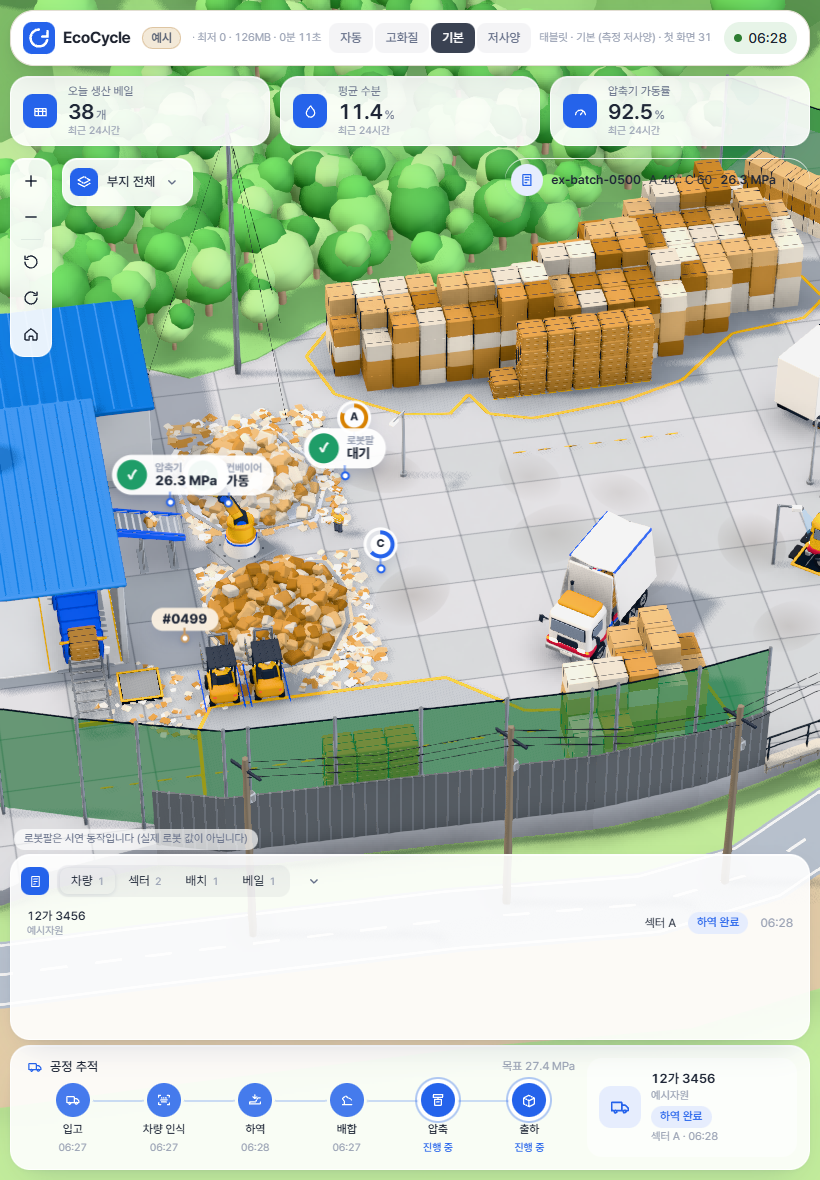 EcoCycle 예시 · 최저 0 · 126MB · 0분 11초 자동 고화질 기본 저사양 태블릿 · 기본 (측정 저사양) · 첫 화면 31 06:28
오늘 생산 베일
38개
최근 24시간
평균 수분
11.4%
최근 24시간
압축기 가동률
92.5%
최근 24시간
부지 전체
ex-batch-0500 A 40 · C 60 26.3 MPa
A
로봇팔
대기
압축기
26.3 MPa
컨베이어
가동
C
#0499
로봇팔은 시연 동작입니다 (실제 로봇 값이 아닙니다)
차량 1 섹터 2 배치 1 베일 1
12가 3456
예시자원
섹터 A 하역 완료 06:28
공정 추적
목표 27.4 MPa
입고 차량 인식 하역 배합 압축 출하
06:27 06:27 06:28 06:27 진행 중 진행 중
12가 3456
예시자원
하역 완료
섹터 A · 06:28